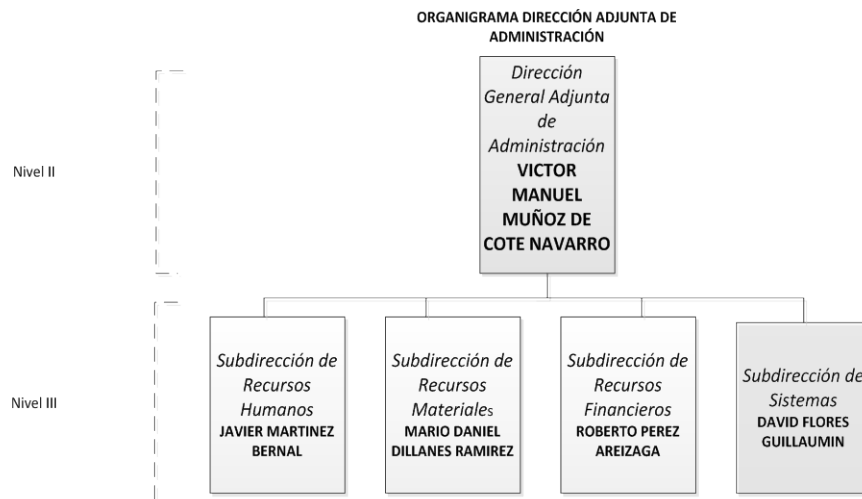 ORGANIGRAMA DIRECCIÓN ADJUNTA DE
ADMINISTRACIÓN
Dirección
General Adjunta
de
Administración
VICTOR
MANUEL
MUÑOZ DE
COTE NAVARRO
Nivel II
Nivel III
Subdirección de
Recursos
Humanos
JAVIER MARTINEZ
BERNAL
Subdirección de
Recursos
Materiales
MARIO DANIEL
DILLANES RAMIREZ
Subdirección de
Recursos
Financieros
ROBERTO PEREZ
AREIZAGA
Subdirección de
Sistemas
DAVID FLORES
GUILLAUMIN